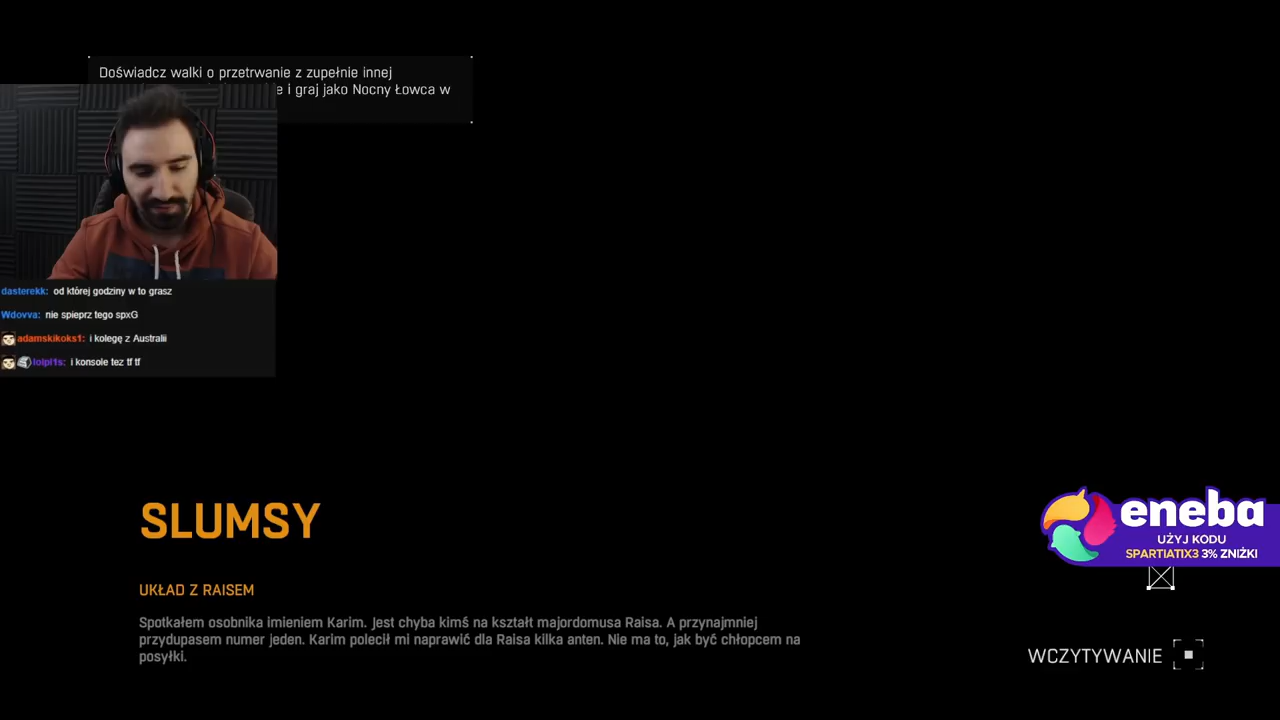 Doświadcz walki o przetrwanie z zupełnie innej
e i graj jako Nocny Łowca w
dasterekk: od której godziny w to grasz
Wdovva: nie spieprz tego spxG
adamskikoks1: i kolegę z Australii
lolpl1s: i konsole tez tf tf
SLUMSY
UKŁAD Z RAISEM
Spotkałem osobnika imieniem Karim. Jest chyba kimś na kształt majordomusa Raisa. A przynajmniej
przydupasem numer jeden. Karim polecił mi naprawić dla Raisa kilka anten. Nie ma to, jak być chłopcem na
posyłki.
eneba
UŻYJ KODU
SPARTIATIX3 3% ZNIŻKI
WCZYTYWANIE